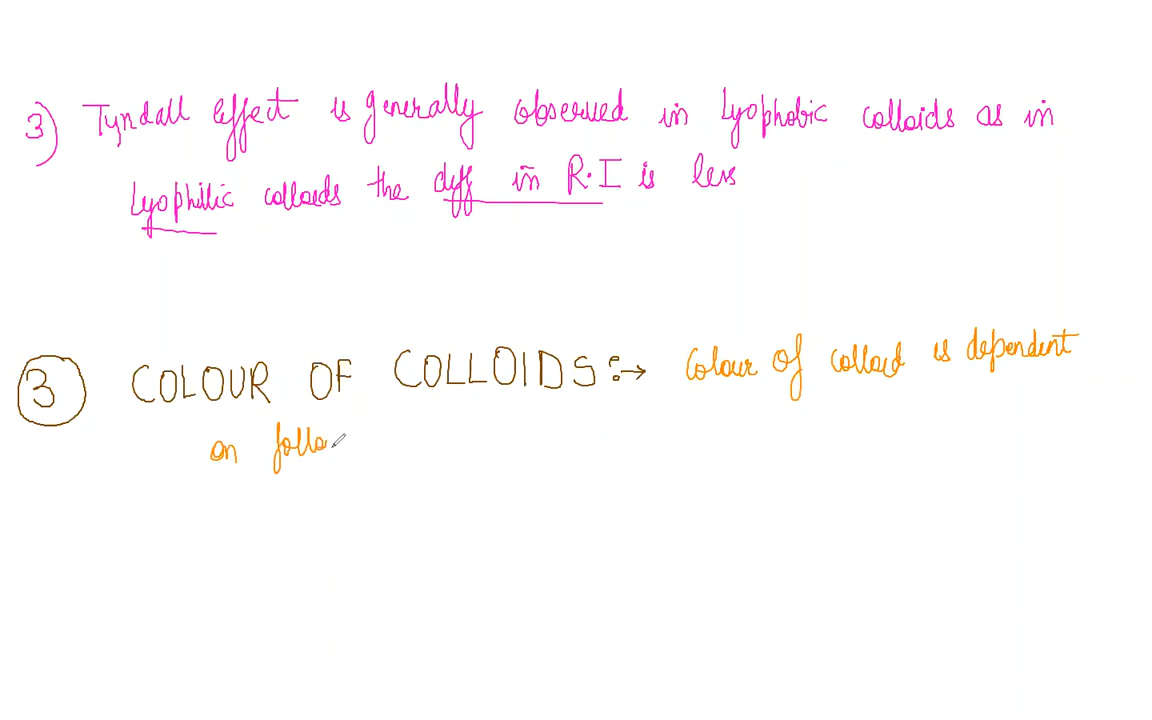 3) Tyndall effect is generally observed in Lyophobic colloids as in
Lyophilic colloids the diff in R.I is less
3 COLOUR OF COLLOIDS :→ Colour of colloid is dependent
on follo